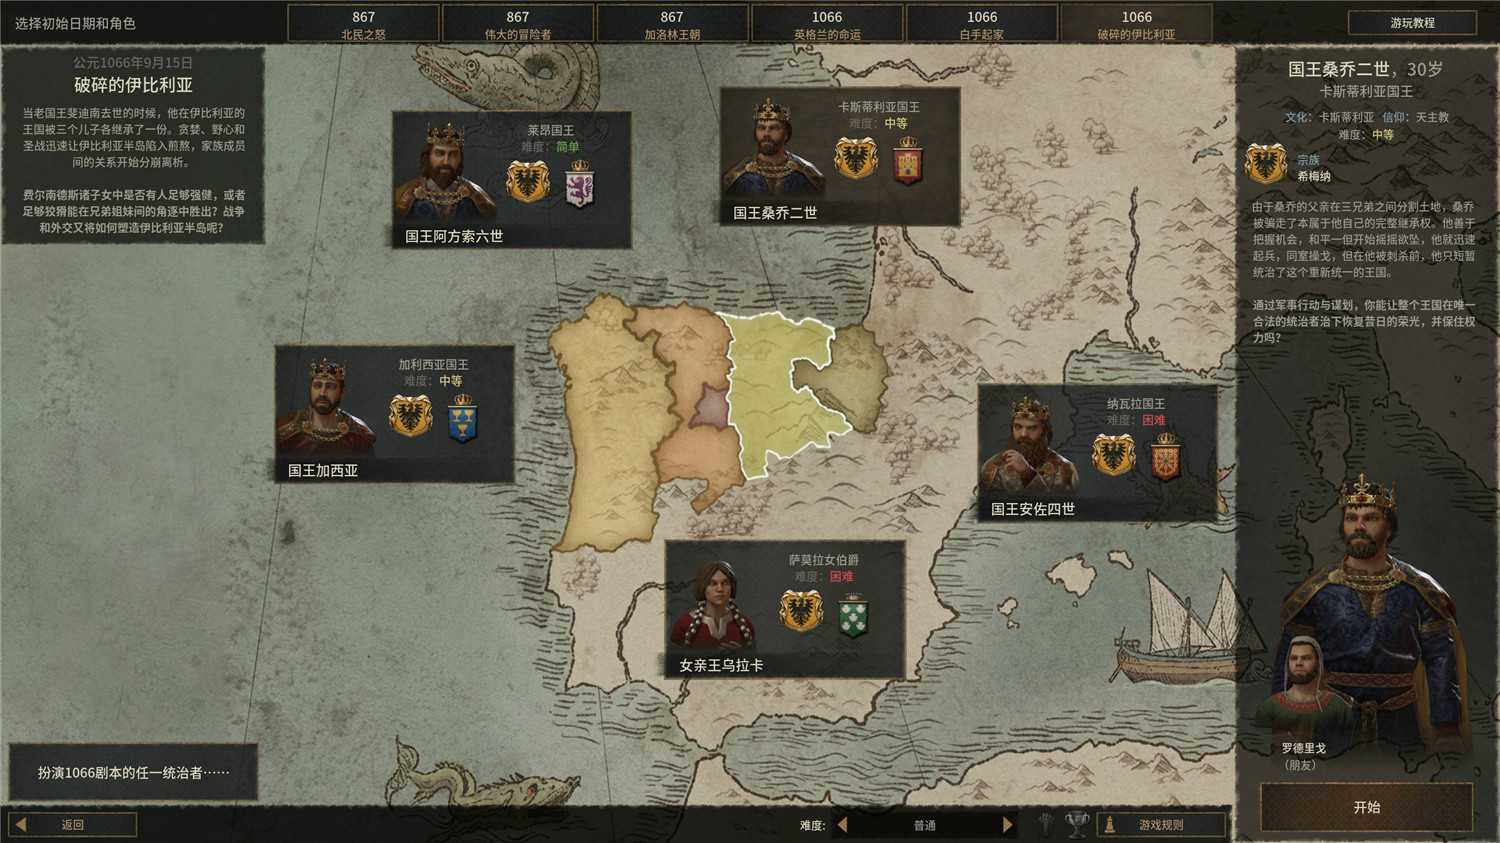 选择初始日期和角色
867
北民之怒
867
伟大的冒险者
867
加洛林王朝
1066
英格兰的命运
1066
白手起家
1066
破碎的伊比利亚
游玩教程
公元1066年9月15日
破碎的伊比利亚
当老国王斐迪南去世的时候，他在伊比利亚的
王国被三个儿子各继承了一份。贪婪、野心和
圣战迅速让伊比利亚半岛陷入煎熬，家族成员
间的关系开始分崩离析。
费尔南德斯诸子女中是否有人足够强健，或者
足够狡猾能在兄弟姐妹间的角逐中胜出？战争
和外交又将如何塑造伊比利亚半岛呢？
莱昂国王
难度：简单
国王阿方索六世
卡斯蒂利亚国王
难度：中等
国王桑乔二世
加利西亚国王
难度：中等
国王加西亚
纳瓦拉国王
难度：困难
国王安佐四世
萨莫拉女伯爵
难度：困难
女亲王乌拉卡
国王桑乔二世，30岁
卡斯蒂利亚国王
文化：卡斯蒂利亚 信仰：天主教
难度：中等
宗族
希梅纳
由于桑乔的父亲在三兄弟之间分割土地，桑乔
被骗走了本属于他自己的完整继承权。他善于
把握机会，和平一但开始摇摇欲坠，他就迅速
起兵，同室操戈，但在他被刺杀前，他只短暂
统治了这个重新统一的王国。
通过军事行动与谋划，你能让整个王国在唯一
合法的统治者治下恢复昔日的荣光，并保住权
力吗？
罗德里戈
（朋友）
开始
扮演1066剧本的任一统治者……
返回
难度:
普通
游戏规则